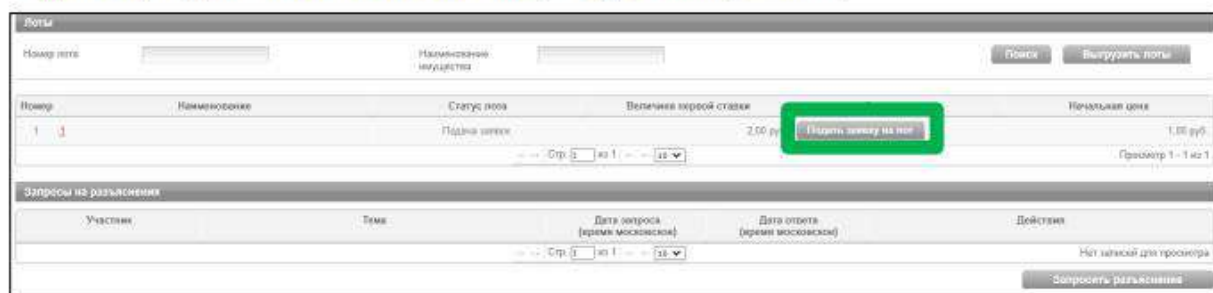 Лоты
Номер лота
Наименование имущества
Поиск
Выгрузить лоты
Номер Наименование Статус лота Величина первой ставки Начальная цена
1 1 Подача заявок 2,00 ру Подать заявку на лот 1,00 руб.
Стр. 1 из 1 10 Просмотр 1 - 1 из 1
Запросы на разъяснения
Участник Тема Дата запроса (время московское) Дата ответа (время московское) Действия
Стр. 1 из 1 10 Нет записей для просмотра
Запросить разъяснения